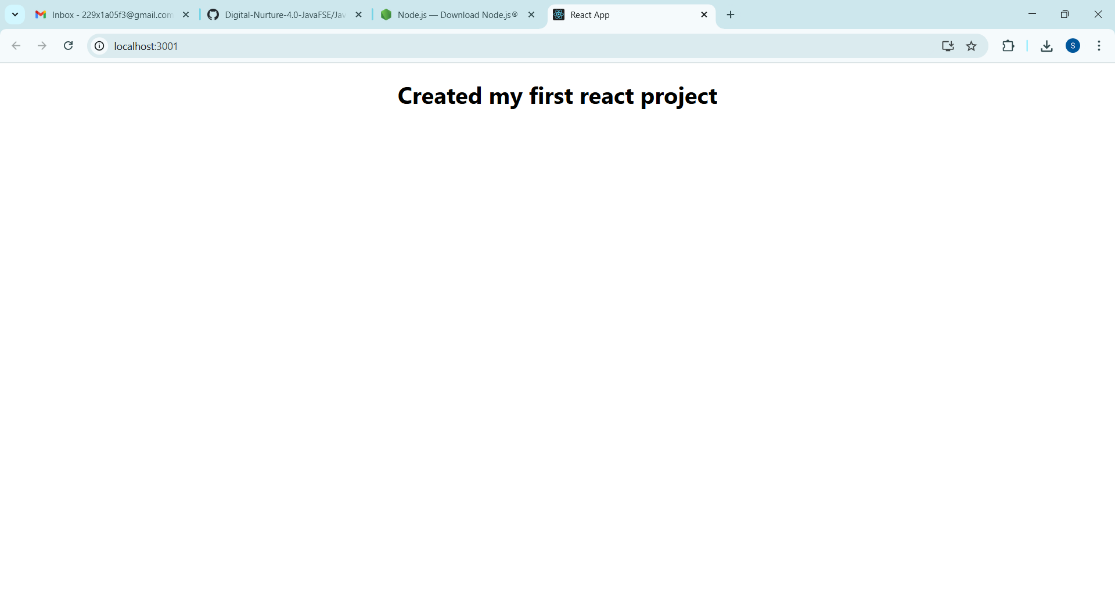 Inbox - 229x1a05f3@gmail.com
Digital-Nurture-4.0-JavaFSE/Jav
Node.js — Download Node.js®
React App
localhost:3001
S
Created my first react project